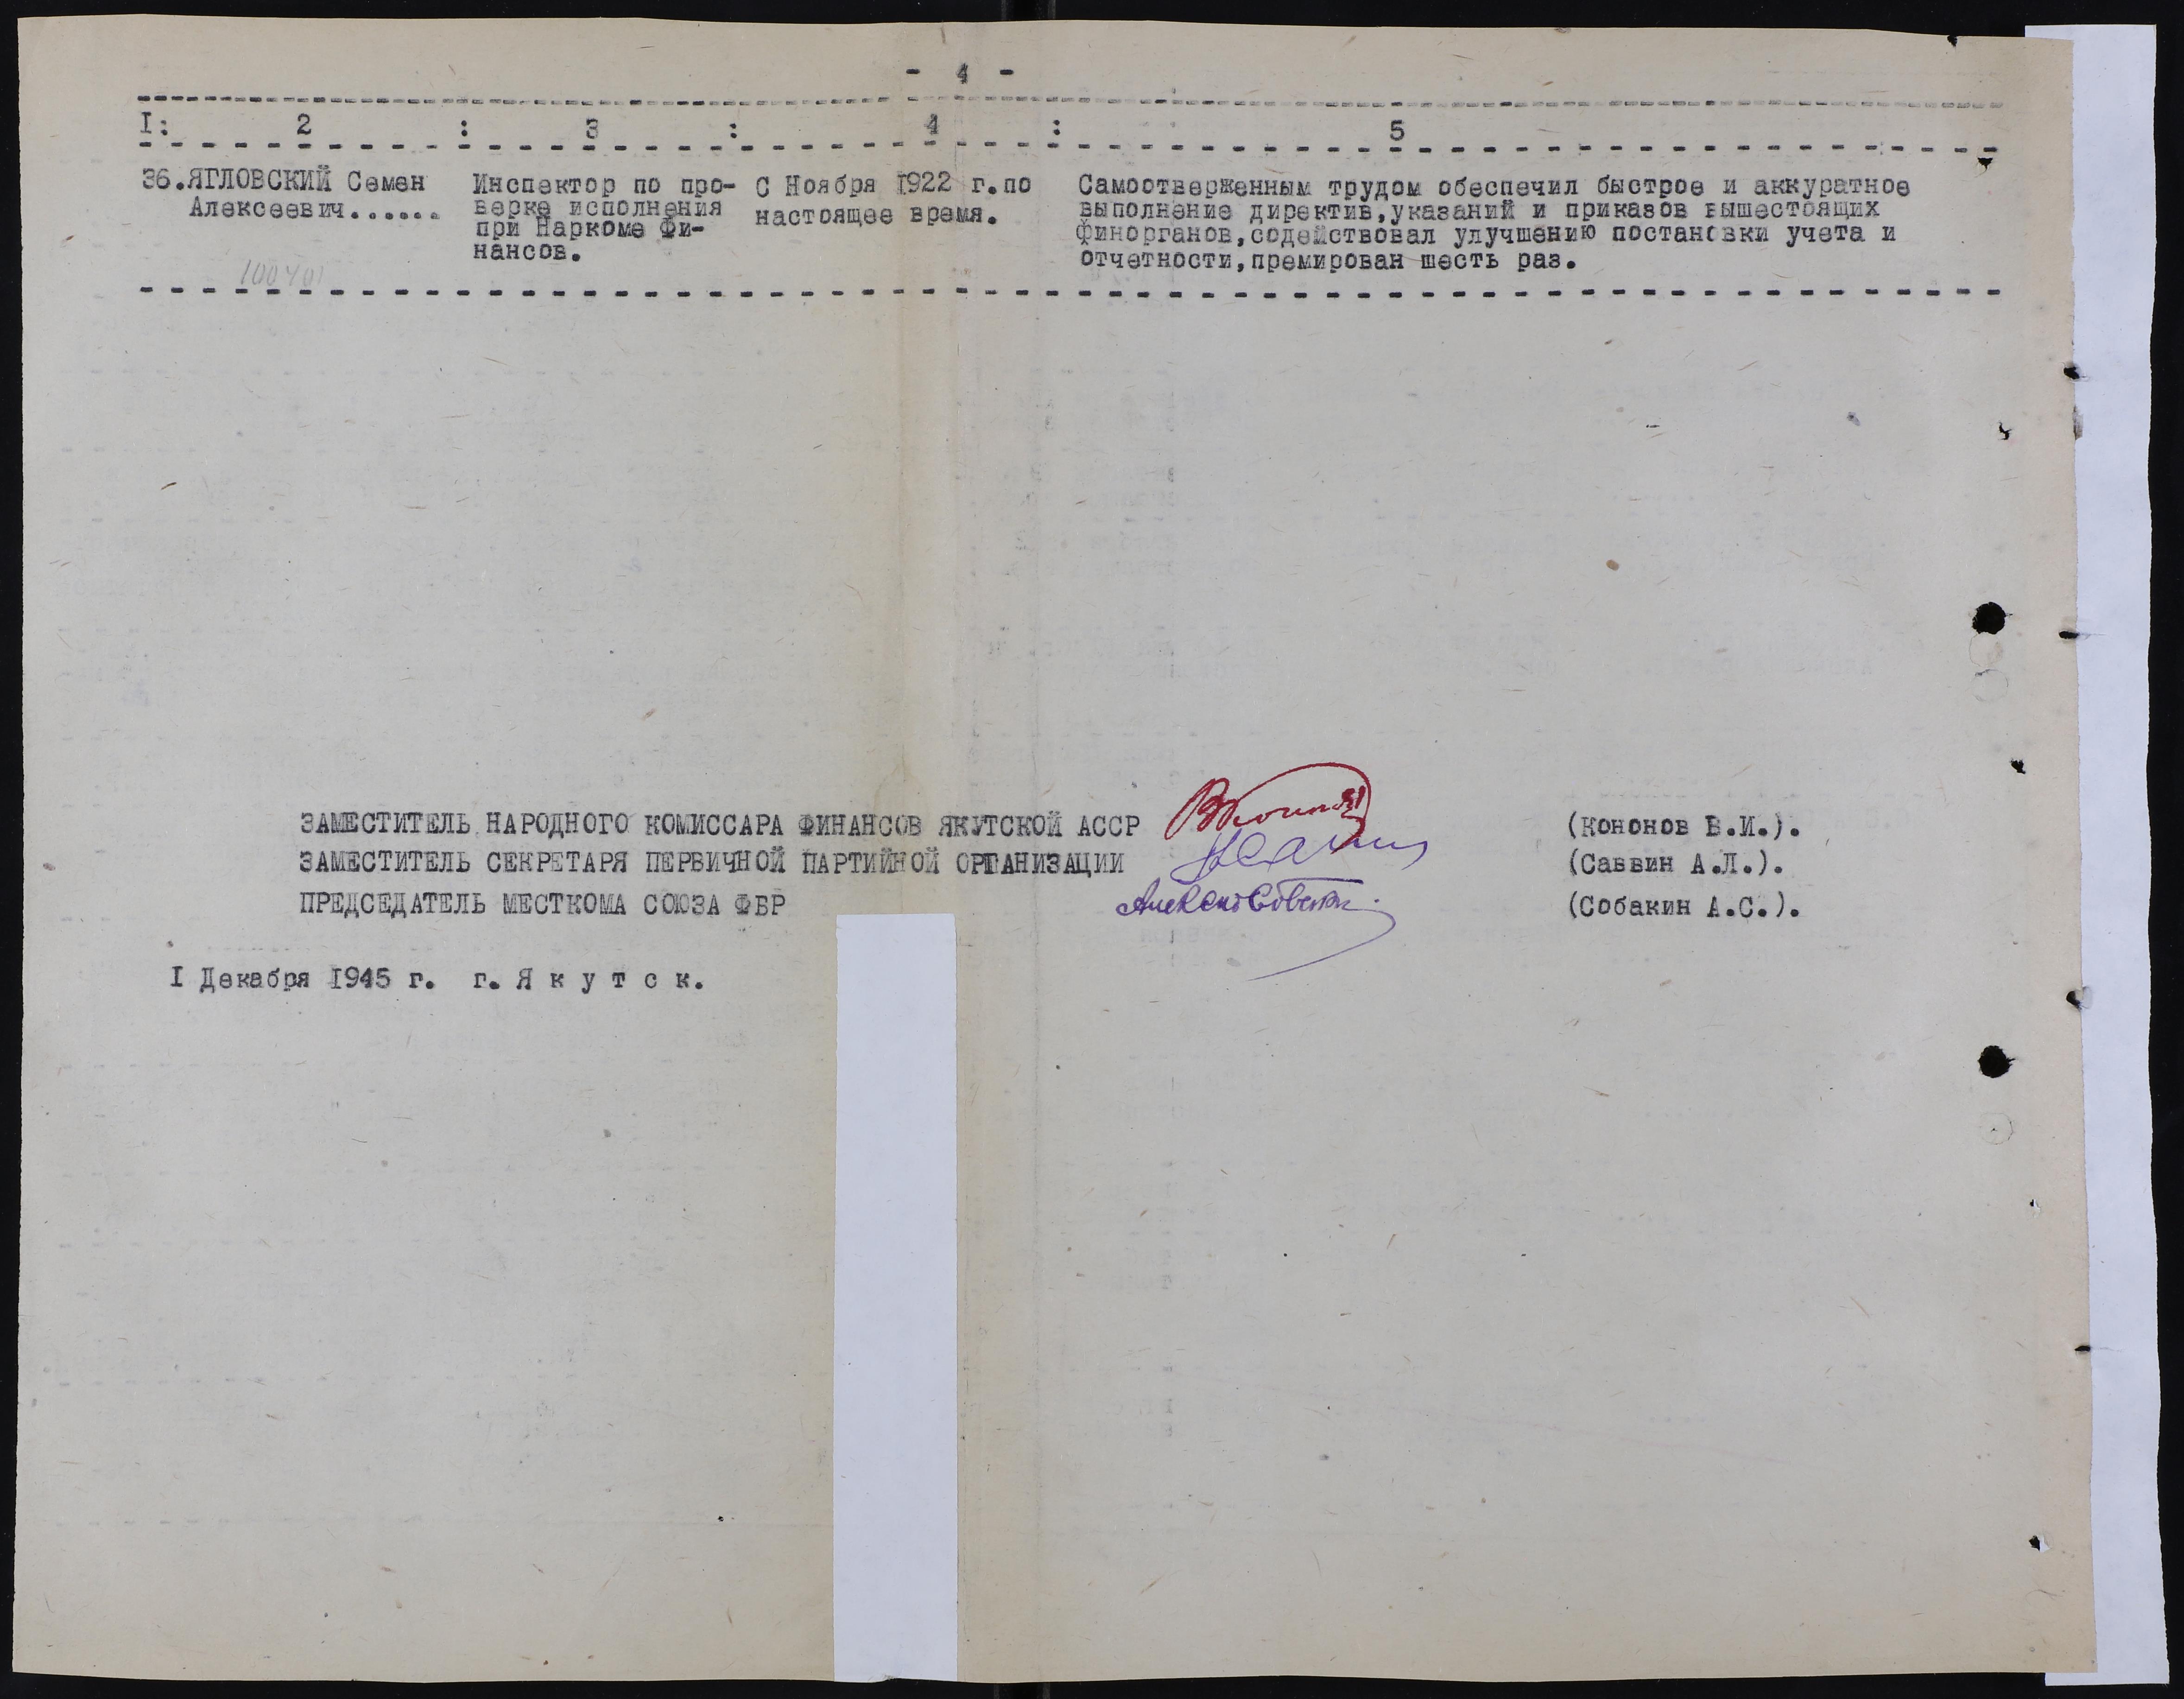 - 4 -
I: 2 : 3 : 4 : 5
36.ЯГЛОВСКИЙ Семен Инспектор по про- С Ноября 1922 г.по Самоотверженным трудом обеспечил быстрое и аккуратное
Алексеевич...... верке исполнения настоящее время. выполнение директив,указаний и приказов вышестоящих
при Наркоме Фи- финорганов,содействовал улучшению постановки учета и
нансов. отчетности,премирован шесть раз.
ЗАМЕСТИТЕЛЬ НАРОДНОГО КОМИССАРА ФИНАНСОВ ЯКУТСКОЙ АССР (Кононов В.И.).
ЗАМЕСТИТЕЛЬ СЕКРЕТАРЯ ПЕРВИЧНОЙ ПАРТИЙНОЙ ОРГАНИЗАЦИИ (Саввин А.Л.).
ПРЕДСЕДАТЕЛЬ МЕСТКОМА СОЮЗА ФБР (Собакин А.С.).
I Декабря 1945 г. г. Я к у т с к.